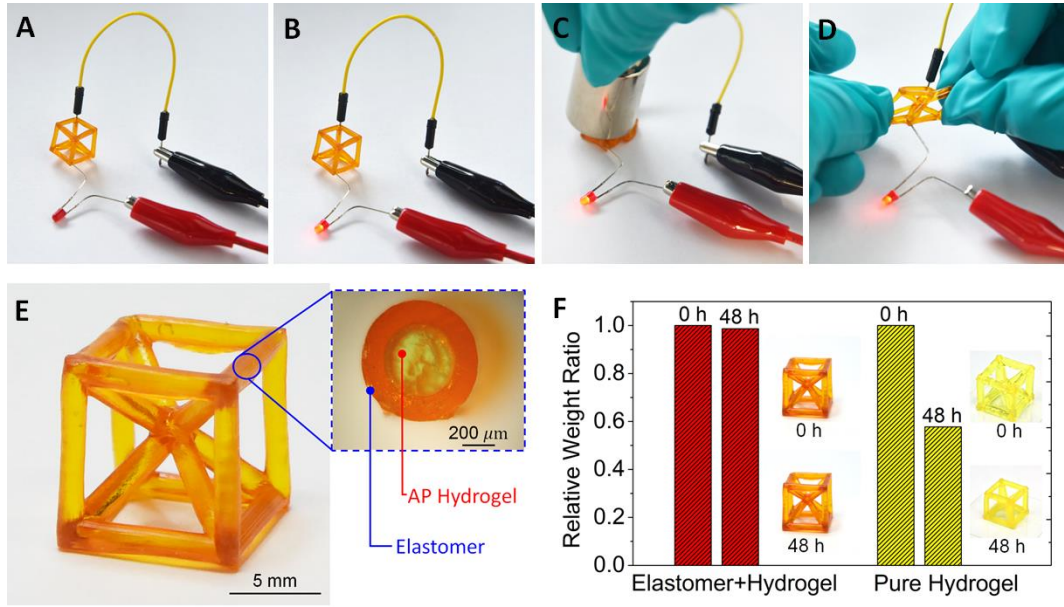 A
B
C
D
E
200 μm
AP Hydrogel
Elastomer
5 mm
F
Relative Weight Ratio
1.0
0.8
0.6
0.4
0.2
0.0
0 h
48 h
0 h
48 h
0 h
48 h
0 h
48 h
Elastomer+Hydrogel
Pure Hydrogel